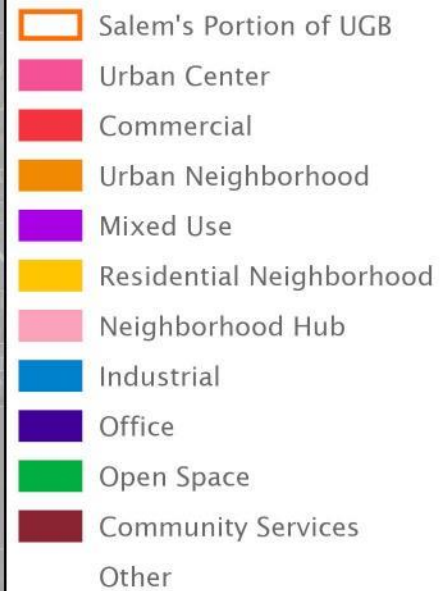 Salem's Portion of UGB
Urban Center
Commercial
Urban Neighborhood
Mixed Use
Residential Neighborhood
Neighborhood Hub
Industrial
Office
Open Space
Community Services
Other